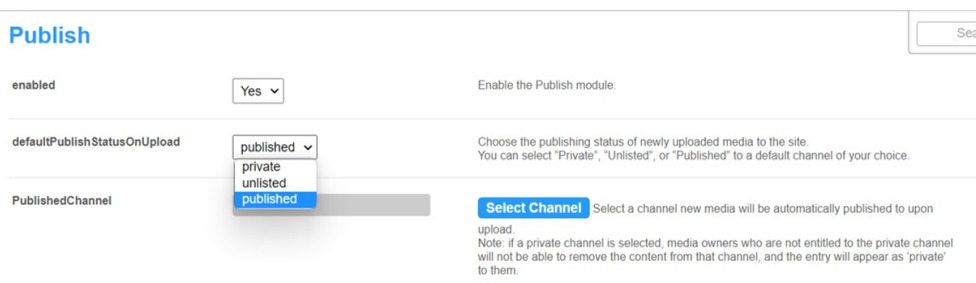 Publish
Sea
enabled
Yes
Enable the Publish module.
defaultPublishStatusOnUpload
published
Choose the publishing status of newly uploaded media to the site.
You can select "Private", "Unlisted", or "Published" to a default channel of your choice.
private
unlisted
published
PublishedChannel
Select Channel Select a channel new media will be automatically published to upon
upload.
Note: if a private channel is selected, media owners who are not entitled to the private channel
will not be able to remove the content from that channel, and the entry will appear as 'private'
to them.